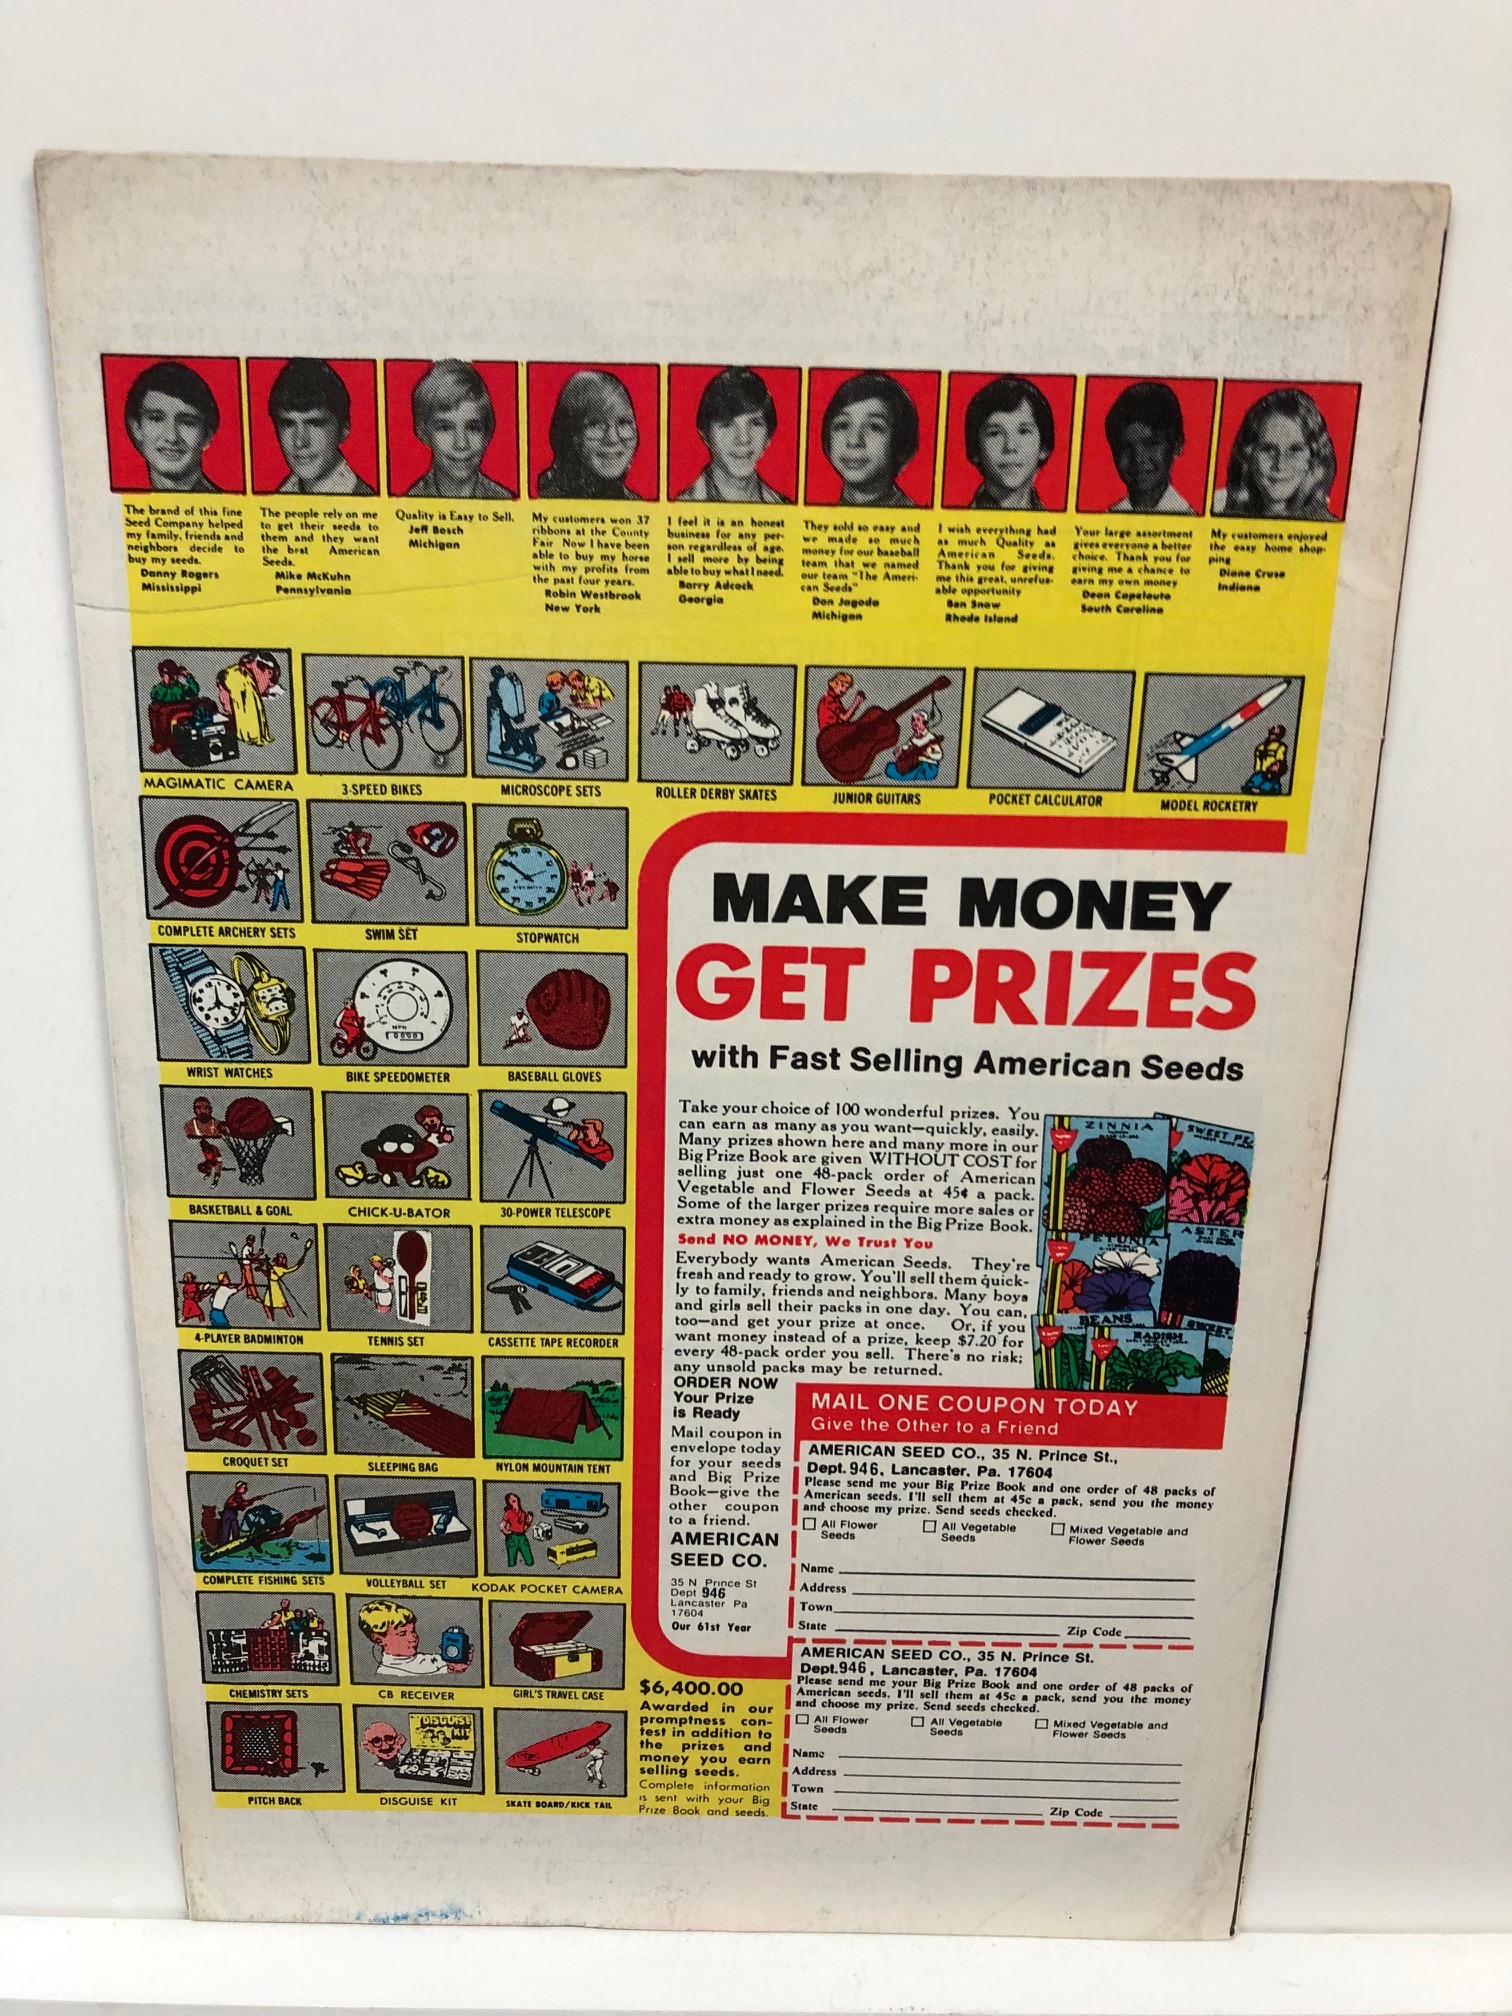 The brand of this fine
Seed Company helped
my family, friends and
neighbors decide to
buy my seeds.
Danny Rogers
Mississippi
The people rely on me
to get their seeds to
them and they want
the best American
Seeds.
Mike McKuhn
Pennsylvania
Quality is Easy to Sell.
Jeff Bosch
Michigan
My customers won 37
ribbons at the County
Fair Now I have been
able to buy my horse
with my profits from
the past four years.
Robin Westbrook
New York
I feel it is an honest
business for any per-
son regardless of age.
I sell more by being
able to buy what I need.
Barry Adcock
Georgia
They sold so easy and
we made so much
money for our baseball
team that we named
our team "The Ameri-
can Seeds"
Don Jagoda
Michigan
I wish everything had
as much Quality as
American Seeds.
Thank you for giving
me this great, unrefus-
able opportunity
Ben Snow
Rhode Island
Your large assortment
gives everyone a better
choice. Thank you for
giving me a chance to
earn my own money
Dean Capelouto
South Carolina
My customers enjoyed
the easy home shop-
ping
Diane Cruse
Indiana
MAGIMATIC CAMERA
3-SPEED BIKES
MICROSCOPE SETS
ROLLER DERBY SKATES
JUNIOR GUITARS
POCKET CALCULATOR
MODEL ROCKETRY
COMPLETE ARCHERY SETS
SWIM SET
STOPWATCH
WRIST WATCHES
MPH
BIKE SPEEDOMETER
BASEBALL GLOVES
BASKETBALL & GOAL
CHICK-U-BATOR
30-POWER TELESCOPE
4-PLAYER BADMINTON
TENNIS SET
CASSETTE TAPE RECORDER
CROQUET SET
SLEEPING BAG
NYLON MOUNTAIN TENT
COMPLETE FISHING SETS
VOLLEYBALL SET
KODAK POCKET CAMERA
CHEMISTRY SETS
CB RECEIVER
GIRL'S TRAVEL CASE
PITCH BACK
DISGUISE
KIT
DISGUISE KIT
SKATE BOARD/KICK TAIL
MAKE MONEY
GET PRIZES
with Fast Selling American Seeds
Take your choice of 100 wonderful prizes. You
can earn as many as you want—quickly, easily.
Many prizes shown here and many more in our
Big Prize Book are given WITHOUT COST for
selling just one 48-pack order of American
Vegetable and Flower Seeds at 45¢ a pack.
Some of the larger prizes require more sales or
extra money as explained in the Big Prize Book.
Send NO MONEY, We Trust You
Everybody wants American Seeds. They're
fresh and ready to grow. You'll sell them quick-
ly to family, friends and neighbors. Many boys
and girls sell their packs in one day. You can,
too—and get your prize at once. Or, if you
want money instead of a prize, keep $7.20 for
every 48-pack order you sell. There's no risk;
any unsold packs may be returned.
ZINNIA
SWEET PE
PETUNIA
ASTER
BEANS
RADISH
SWEET
ORDER NOW
Your Prize
is Ready
Mail coupon in
envelope today
for your seeds
and Big Prize
Book—give the
other coupon
to a friend.
AMERICAN
SEED CO.
35 N Prince St
Dept 946
Lancaster Pa
17604
Our 61st Year
$6,400.00
Awarded in our
promptness con-
test in addition to
the prizes and
money you earn
selling seeds.
Complete information
is sent with your Big
Prize Book and seeds.
MAIL ONE COUPON TODAY
Give the Other to a Friend
AMERICAN SEED CO., 35 N. Prince St.,
Dept. 946, Lancaster, Pa. 17604
Please send me your Big Prize Book and one order of 48 packs of
American seeds. I'll sell them at 45c a pack, send you the money
and choose my prize. Send seeds checked.
All Flower
Seeds
All Vegetable
Seeds
Mixed Vegetable and
Flower Seeds
Name
Address
Town
State Zip Code
AMERICAN SEED CO., 35 N. Prince St.
Dept.946, Lancaster, Pa. 17604
Please send me your Big Prize Book and one order of 48 packs of
American seeds. I'll sell them at 45c a pack, send you the money
and choose my prize. Send seeds checked.
All Flower
Seeds
All Vegetable
Seeds
Mixed Vegetable and
Flower Seeds
Name
Address
Town
State Zip Code